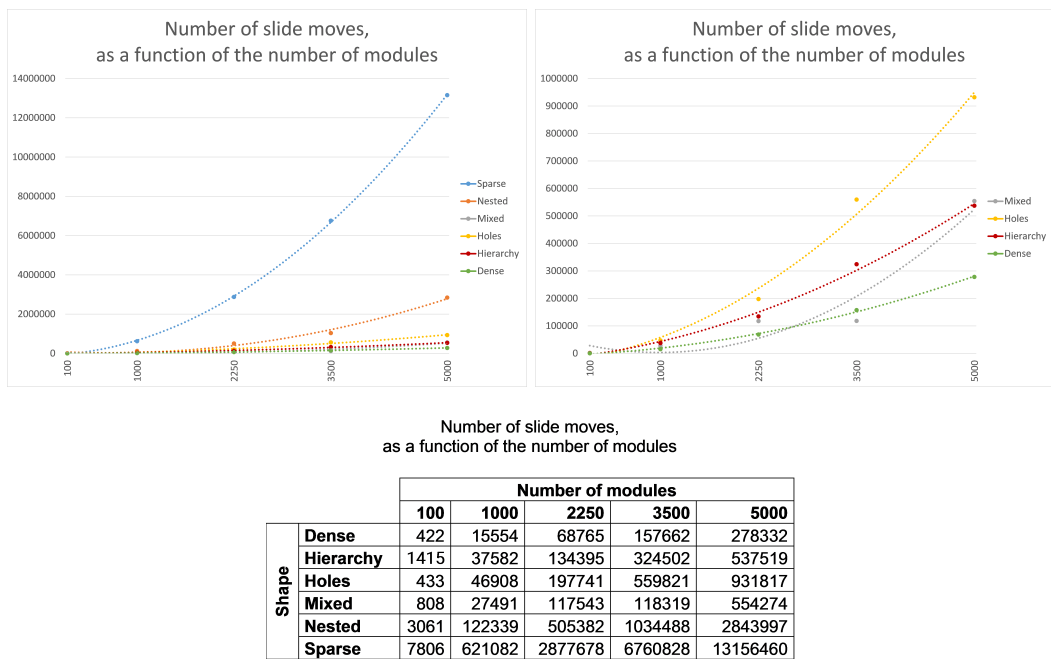 Number of slide moves,
as a function of the number of modules
14000000
12000000
10000000
8000000
6000000
4000000
2000000
0
100
1000
2250
3500
5000
Sparse
Nested
Mixed
Holes
Hierarchy
Dense
Number of slide moves,
as a function of the number of modules
1000000
900000
800000
700000
600000
500000
400000
300000
200000
100000
0
100
1000
2250
3500
5000
Mixed
Holes
Hierarchy
Dense
Number of slide moves,
as a function of the number of modules
Number of modules
100 1000 2250 3500 5000
Shape
Dense 422 15554 68765 157662 278332
Hierarchy 1415 37582 134395 324502 537519
Holes 433 46908 197741 559821 931817
Mixed 808 27491 117543 118319 554274
Nested 3061 122339 505382 1034488 2843997
Sparse 7806 621082 2877678 6760828 13156460